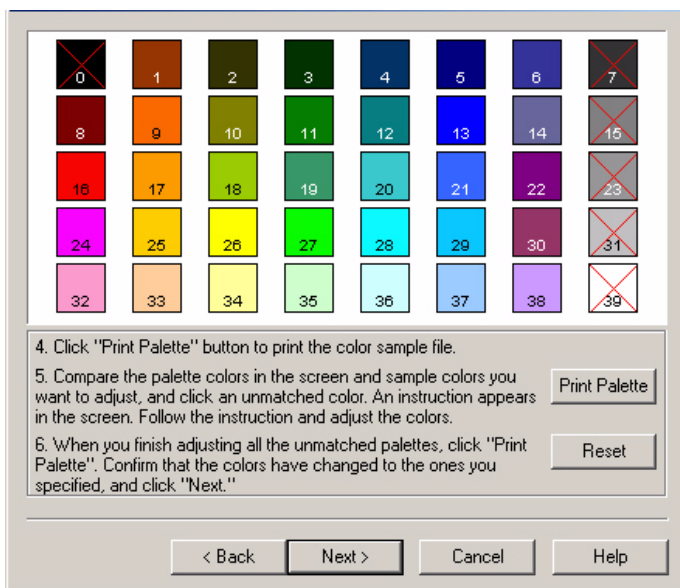 0 1 2 3 4 5 6 7
8 9 10 11 12 13 14 15
16 17 18 19 20 21 22 23
24 25 26 27 28 29 30 31
32 33 34 35 36 37 38 39
4. Click "Print Palette" button to print the color sample file.
5. Compare the palette colors in the screen and sample colors you
want to adjust, and click an unmatched color. An instruction appears
in the screen. Follow the instruction and adjust the colors.
Print Palette
6. When you finish adjusting all the unmatched palettes, click "Print
Palette". Confirm that the colors have changed to the ones you
specified, and click "Next."
Reset
< Back Next > Cancel Help